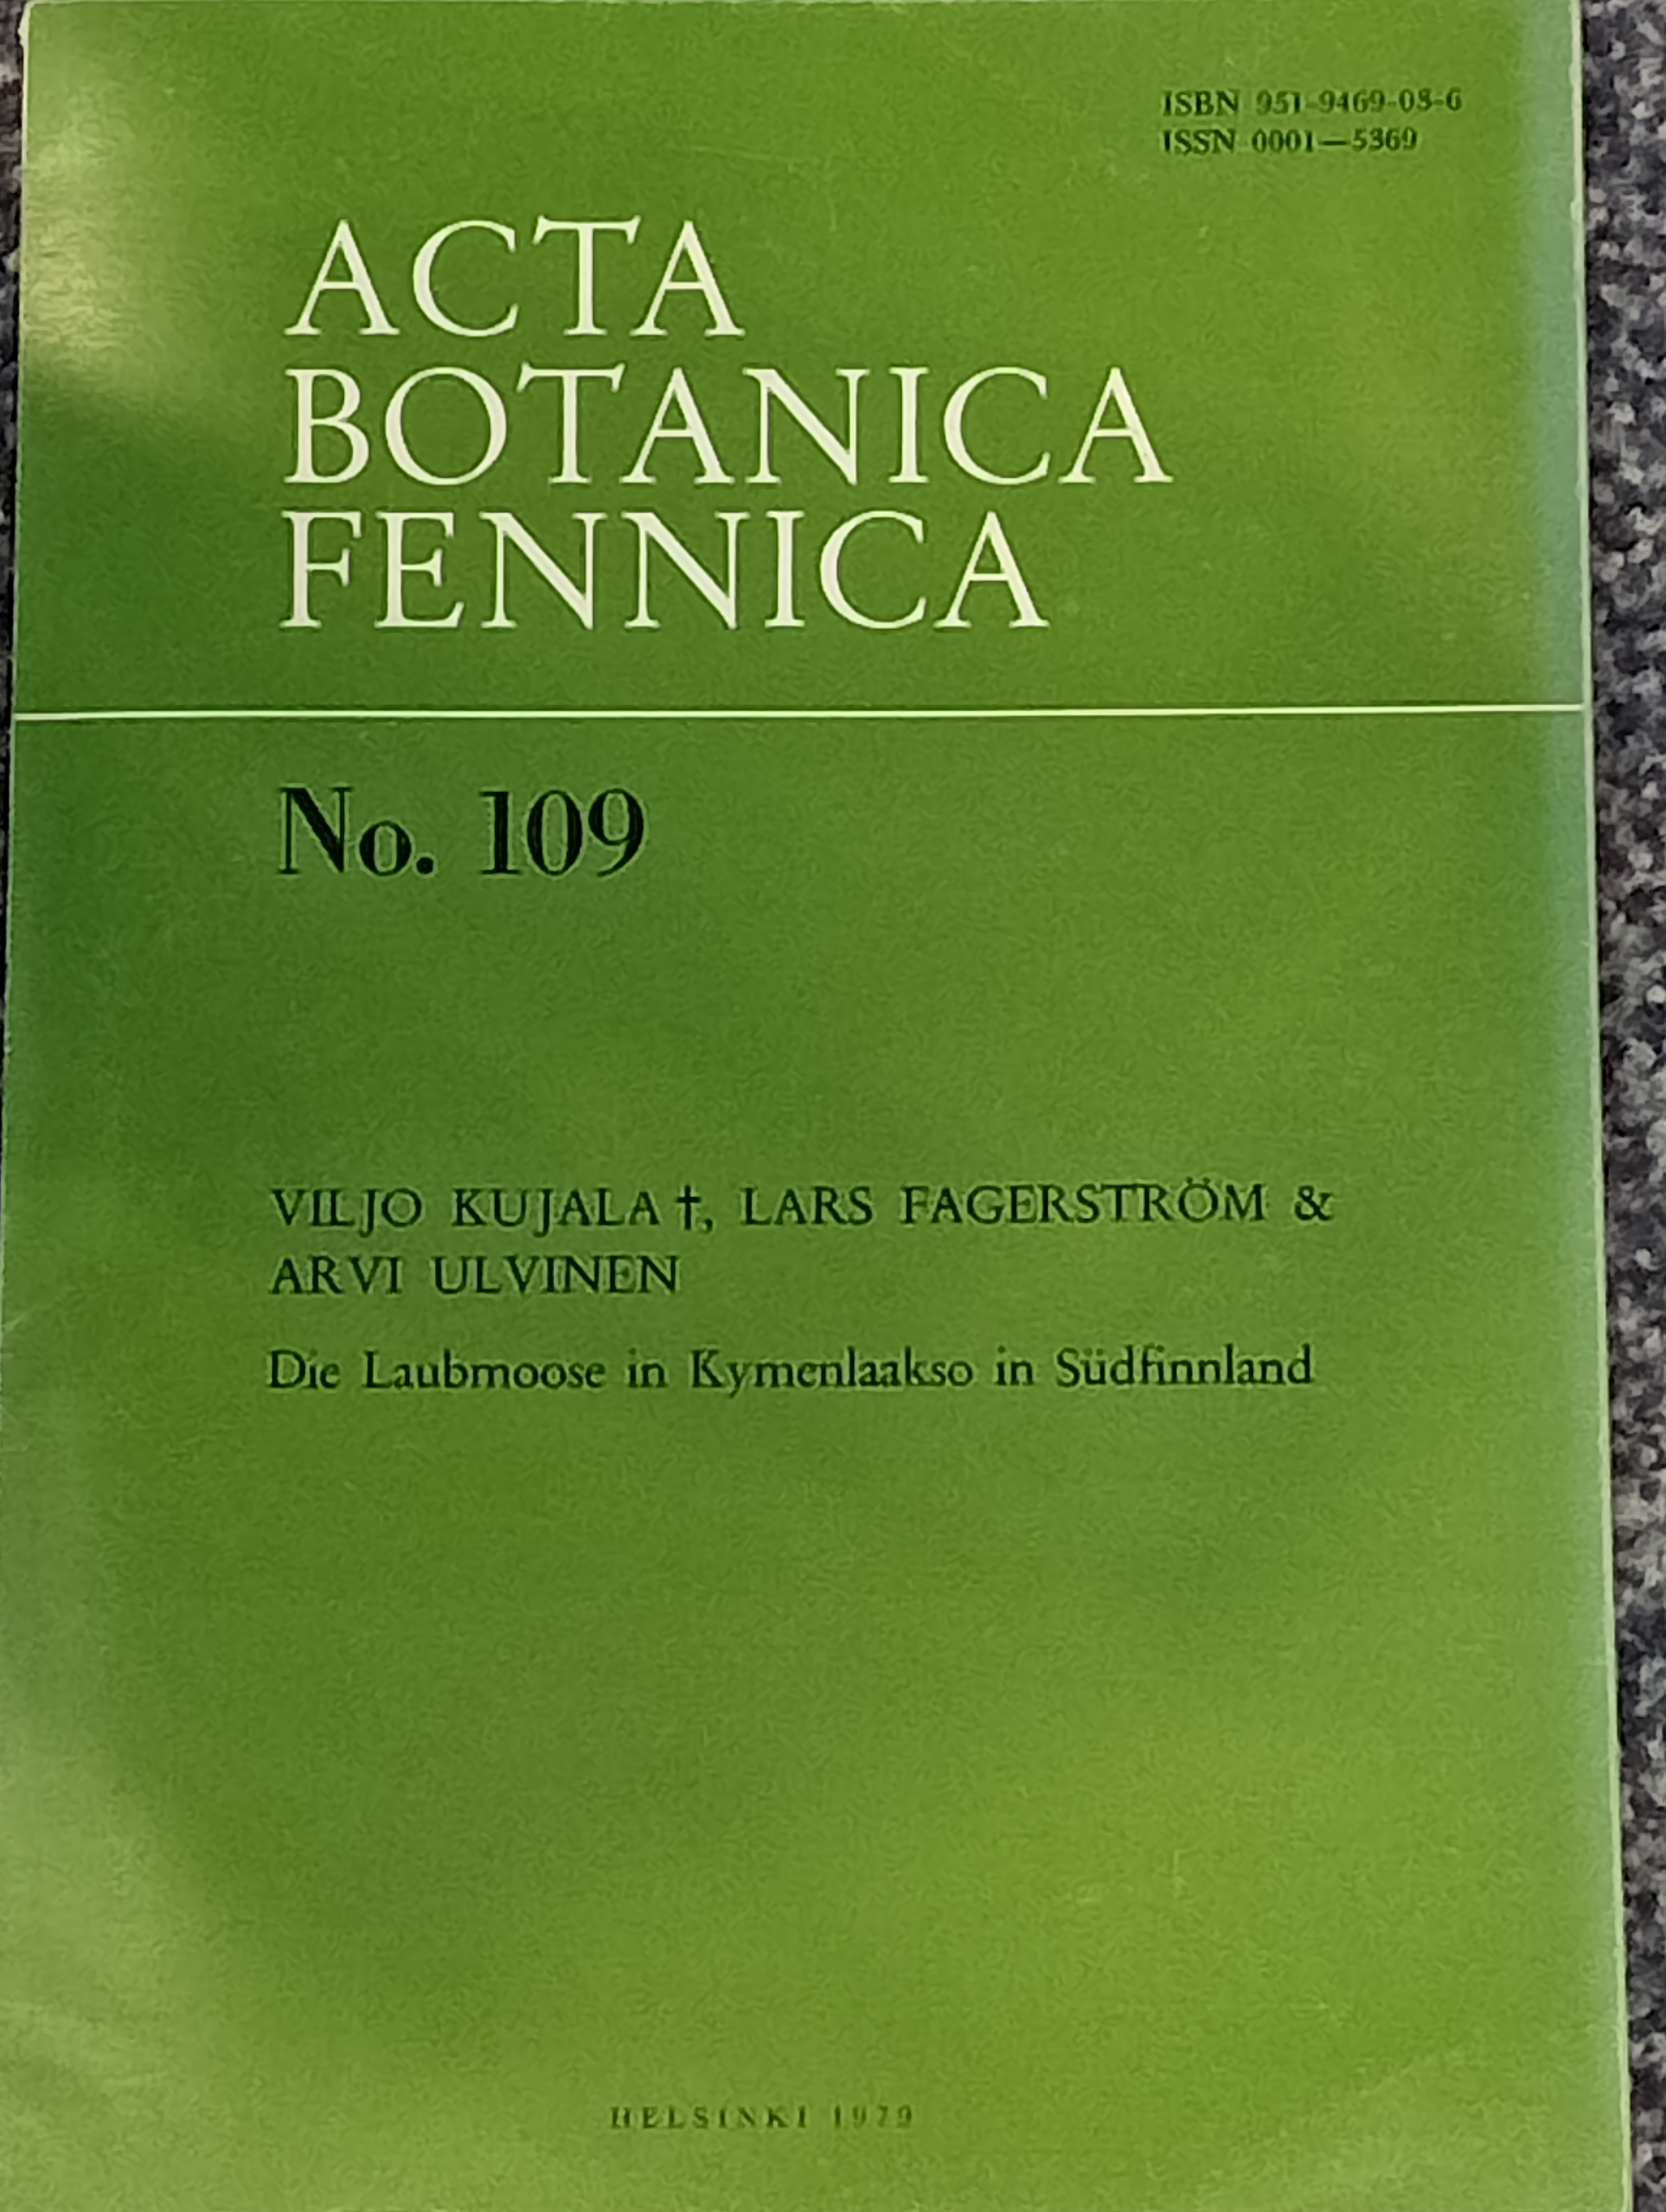 ISBN 951-9469-08-6
ISSN 0001—5369
ACTA
BOTANICA
FENNICA
No. 109
VILJO KUJALA †, LARS FAGERSTRÖM &
ARVI ULVINEN
Die Laubmoose in Kymenlaakso in Südfinnland
HELSINKI 1979